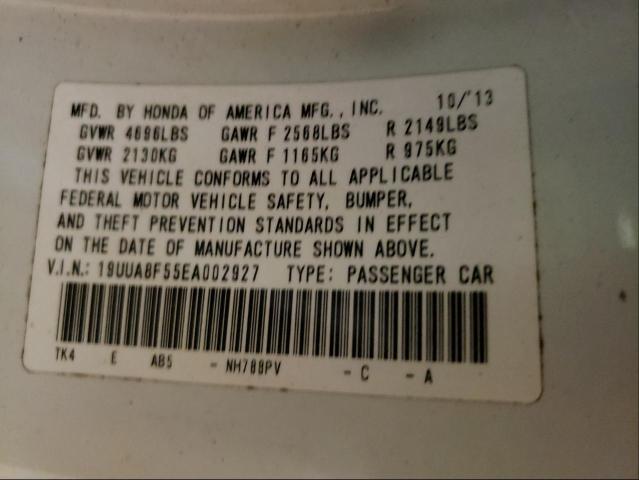 MFD. BY HONDA OF AMERICA MFG., INC. 10/'13
GVWR 4696LBS GAWR F 2568LBS R 2149LBS
GVWR 2130KG GAWR F 1165KG R 975KG
THIS VEHICLE CONFORMS TO ALL APPLICABLE
FEDERAL MOTOR VEHICLE SAFETY, BUMPER,
AND THEFT PREVENTION STANDARDS IN EFFECT
ON THE DATE OF MANUFACTURE SHOWN ABOVE.
V.I.N.: 19UUA8F55EA002927 TYPE: PASSENGER CAR
TK4 E AB5 - NH788PV - C - A